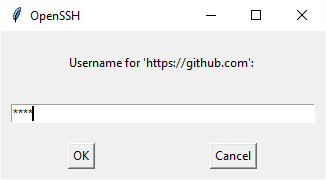 OpenSSH
Username for 'https://github.com':
****
OK
Cancel